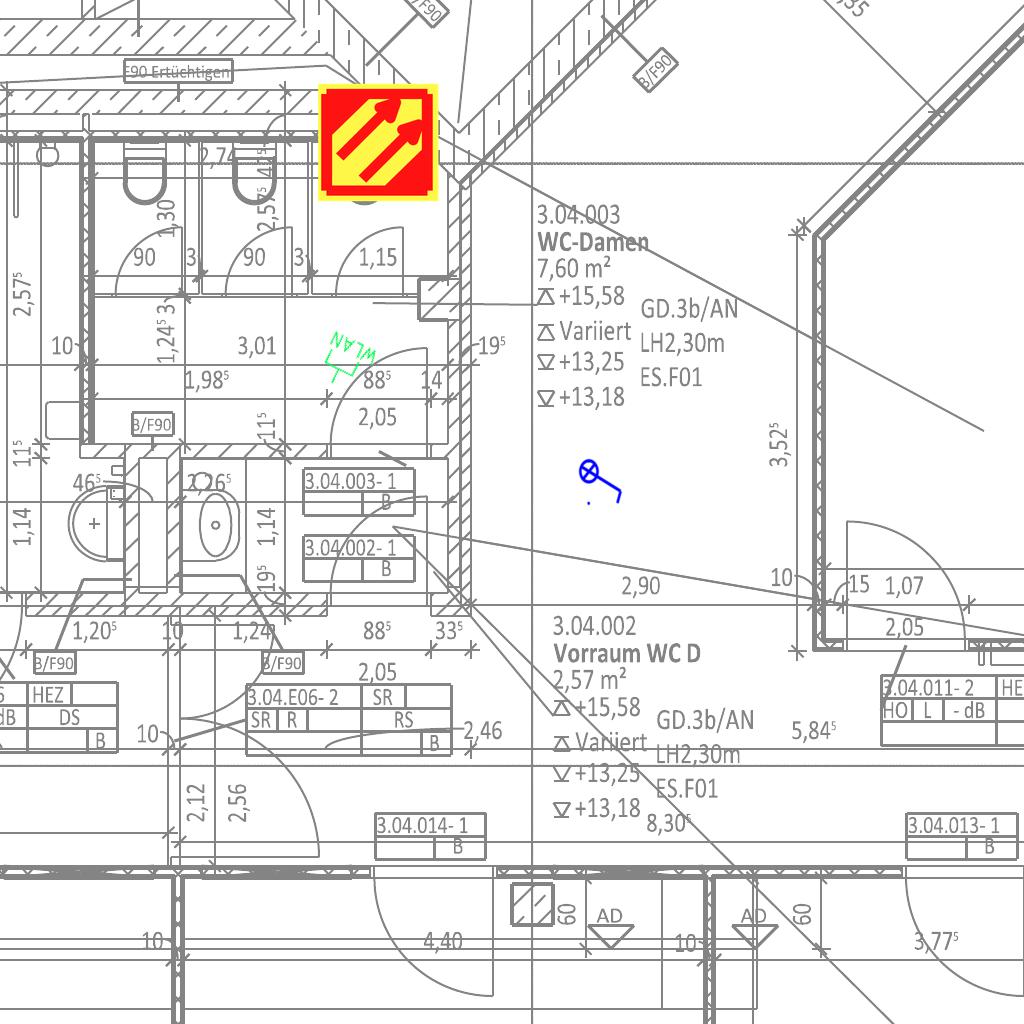 B/F90
,35
F90 Ertüchtigen
B/F90
2,74
42⁵
1,30
2,57⁵
3.04.003
WC-Damen
7,60 m²
+15,58
Variiert
+13,25
+13,18
GD.3b/AN
LH2,30m
ES.F01
90
3
90
3
1,15
2,57⁵
1,24⁵
3
10
3,01
WLAN
19⁵
1,98⁵
88⁵
14
2,05
B/F90
11⁵
11⁵
3,52⁵
46⁵
2,26⁵
3.04.003- 1
B
1,14
1,14
3.04.002- 1
B
19⁵
2,90
10
15
1,07
2,05
1,20⁵
10
1,24
88⁵
33⁵
3.04.002
Vorraum WC D
2,57 m²
+15,58
Variiert
+13,25
+13,18
GD.3b/AN
LH2,30m
ES.F01
B/F90
B/F90
2,05
6
HEZ
dB
DS
B
3.04.E06- 2
SR
SR
R
RS
B
10
2,46
3.04.011- 2
HE
HO
L
- dB
5,84⁵
2,12
2,56
8,30⁵
3.04.014- 1
B
3.04.013- 1
B
60
AD
AD
60
10
4,40
10
3,77⁵